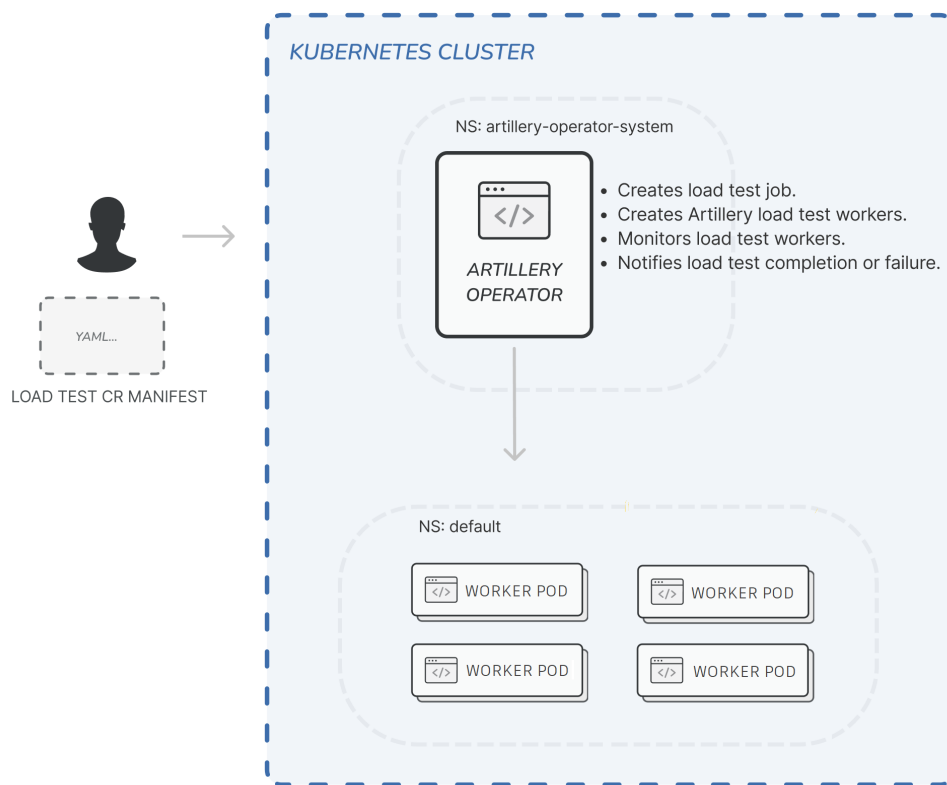 KUBERNETES CLUSTER
NS: artillery-operator-system
</>
ARTILLERY
OPERATOR
• Creates load test job.
• Creates Artillery load test workers.
• Monitors load test workers.
• Notifies load test completion or failure.
YAML...
LOAD TEST CR MANIFEST
NS: default
</> WORKER POD
</> WORKER POD
</> WORKER POD
</> WORKER POD